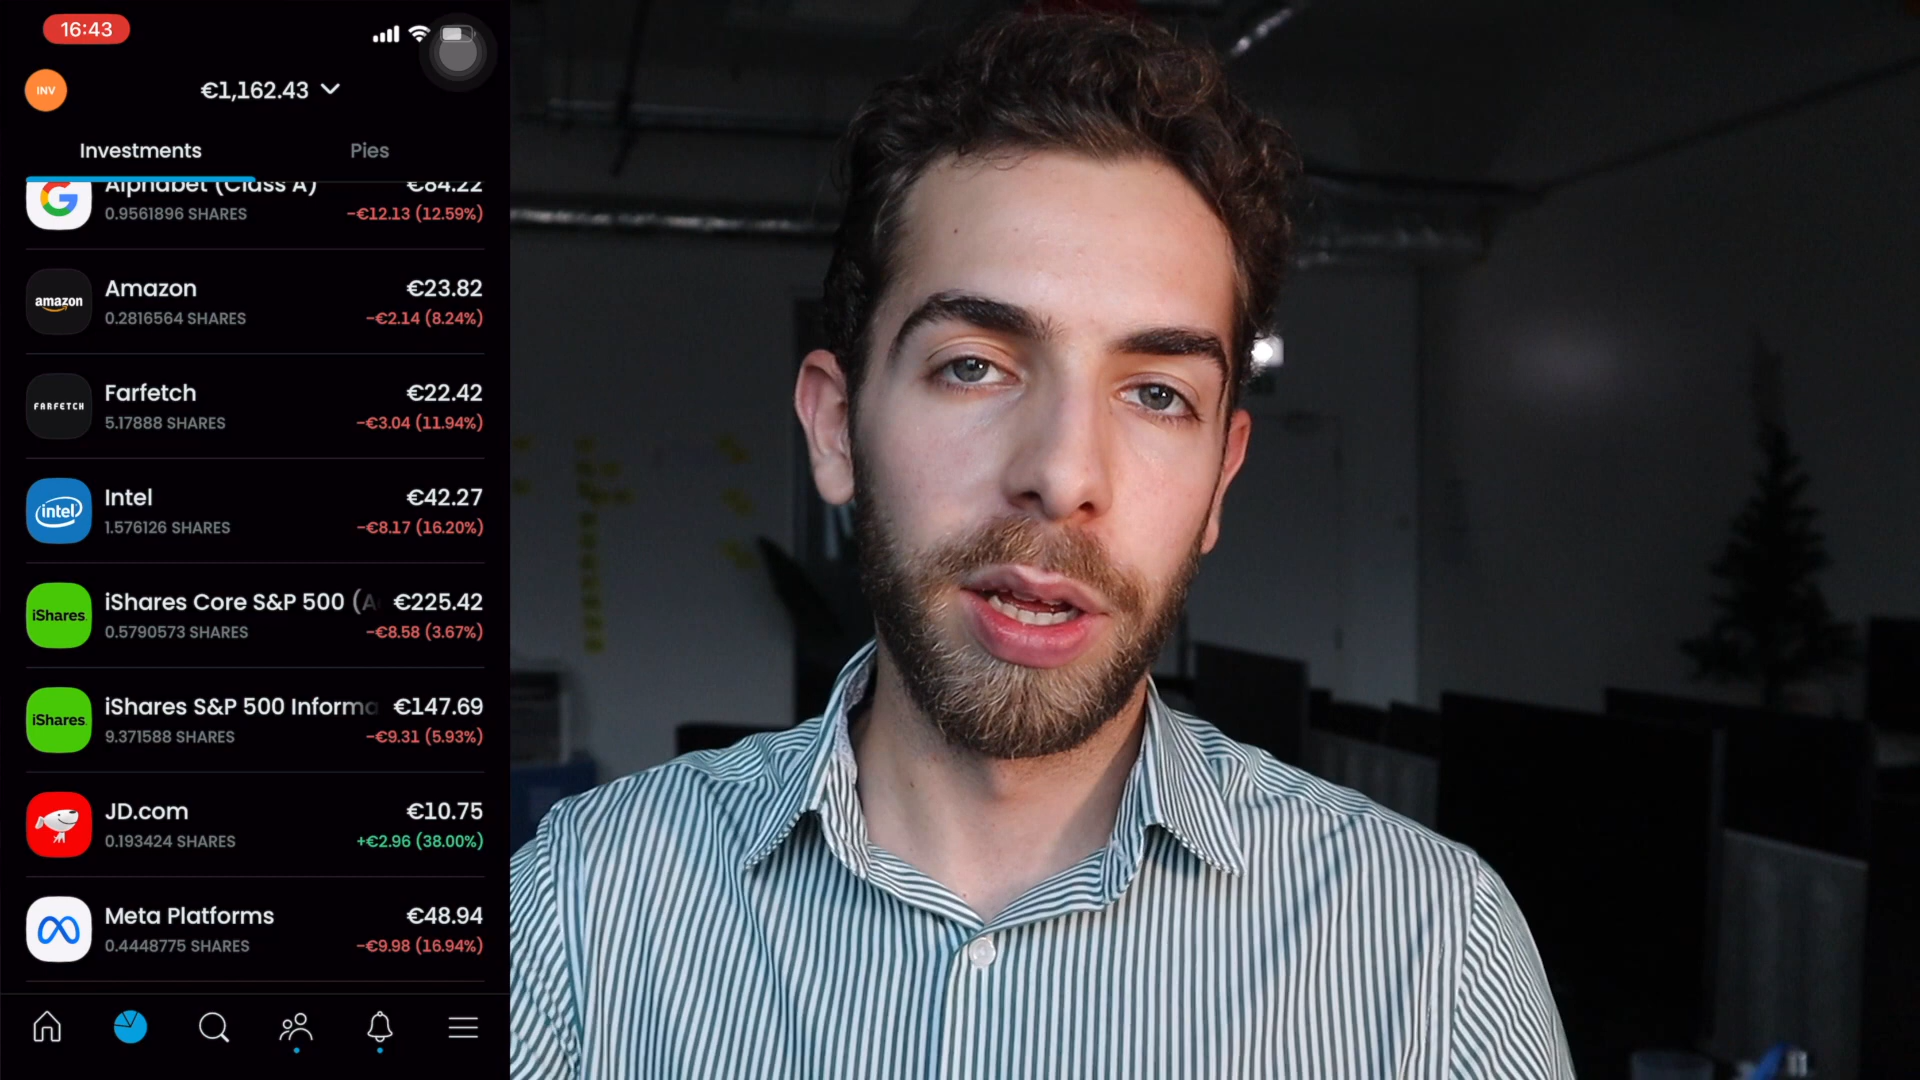 16:43
INV
€1,162.43
Investments
Pies
Alphabet (Class A)
€84.22
0.9561896 SHARES
-€12.13 (12.59%)
amazon
Amazon
€23.82
0.2816564 SHARES
-€2.14 (8.24%)
FARFETCH
Farfetch
€22.42
5.17888 SHARES
-€3.04 (11.94%)
intel
Intel
€42.27
1.576126 SHARES
-€8.17 (16.20%)
iShares.
iShares Core S&P 500 (A
€225.42
0.5790573 SHARES
-€8.58 (3.67%)
iShares.
iShares S&P 500 Informa
€147.69
9.371588 SHARES
-€9.31 (5.93%)
JD.com
€10.75
0.193424 SHARES
+€2.96 (38.00%)
Meta Platforms
€48.94
0.4448775 SHARES
-€9.98 (16.94%)